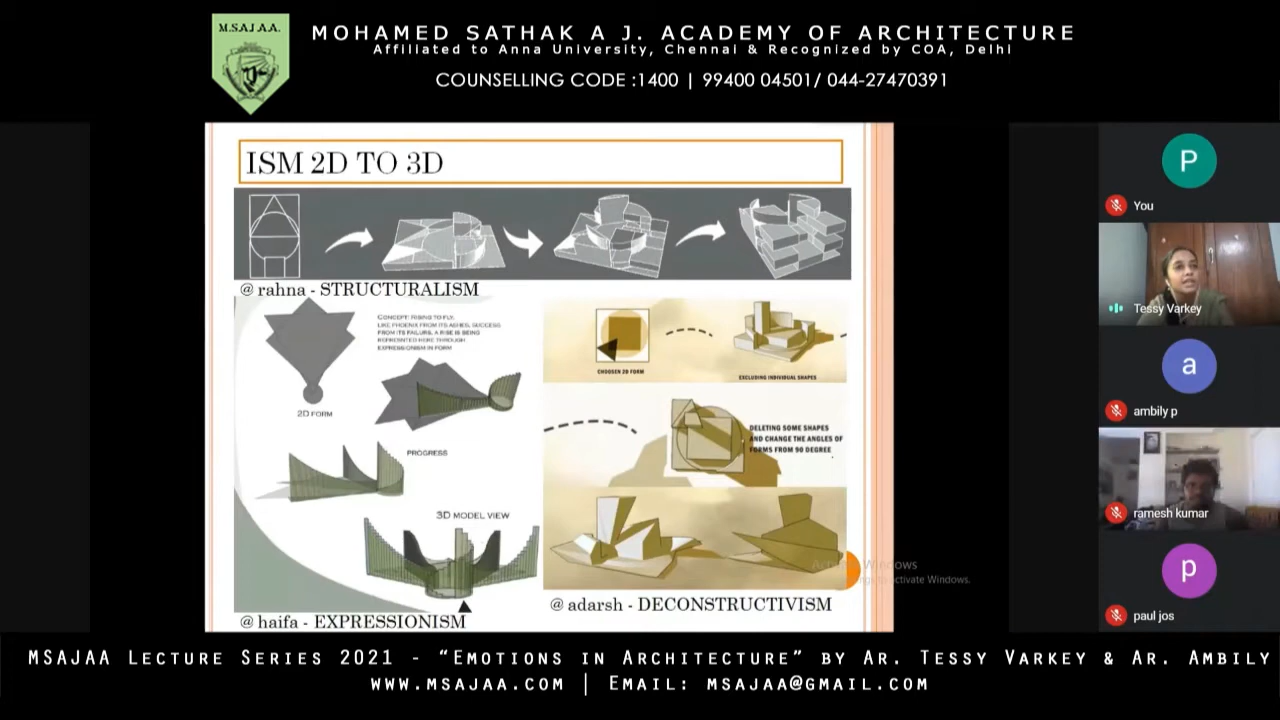 M.SAJ A A.
MOHAMED SATHAK A J. ACADEMY OF ARCHITECTURE
Affiliated to Anna University, Chennai & Recognized by COA, Delhi
COUNSELLING CODE :1400 | 99400 04501/ 044-27470391
ISM 2D TO 3D
@ rahna - STRUCTURALISM
CONCEPT: RISING TO FLY.
LIKE PHOENIX FROM ITS ASHES, SUCCESS
FROM ITS FAILURE, A RISE IS BEING
REPRESENTED HERE THROUGH
EXPRESSIONISM IN FORM
2D FORM
PROGRESS
3D MODEL VIEW
@ haifa - EXPRESSIONISM
CHOOSEN 2D FORM
EXCLUDING INDIVIDUAL SHAPES
DELETING SOME SHAPES
AND CHANGE THE ANGLES OF
FORMS FROM 90 DEGREE
@ adarsh - DECONSTRUCTIVISM
P
You
Tessy Varkey
a
ambily p
ramesh kumar
p
paul jos
MSAJAA LECTURE SERIES 2021 - “EMOTIONS IN ARCHITECTURE” BY AR. TESSY VARKEY & AR. AMBILY
WWW.MSAJAA.COM | EMAIL: MSAJAA@GMAIL.COM